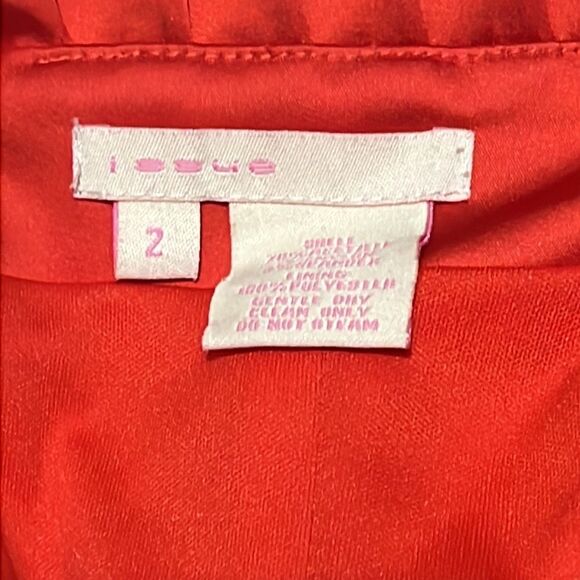 issue
2
SHELL
LINING:
100% POLYESTER
GENTLE DRY
CLEAN ONLY
DO NOT STEAM